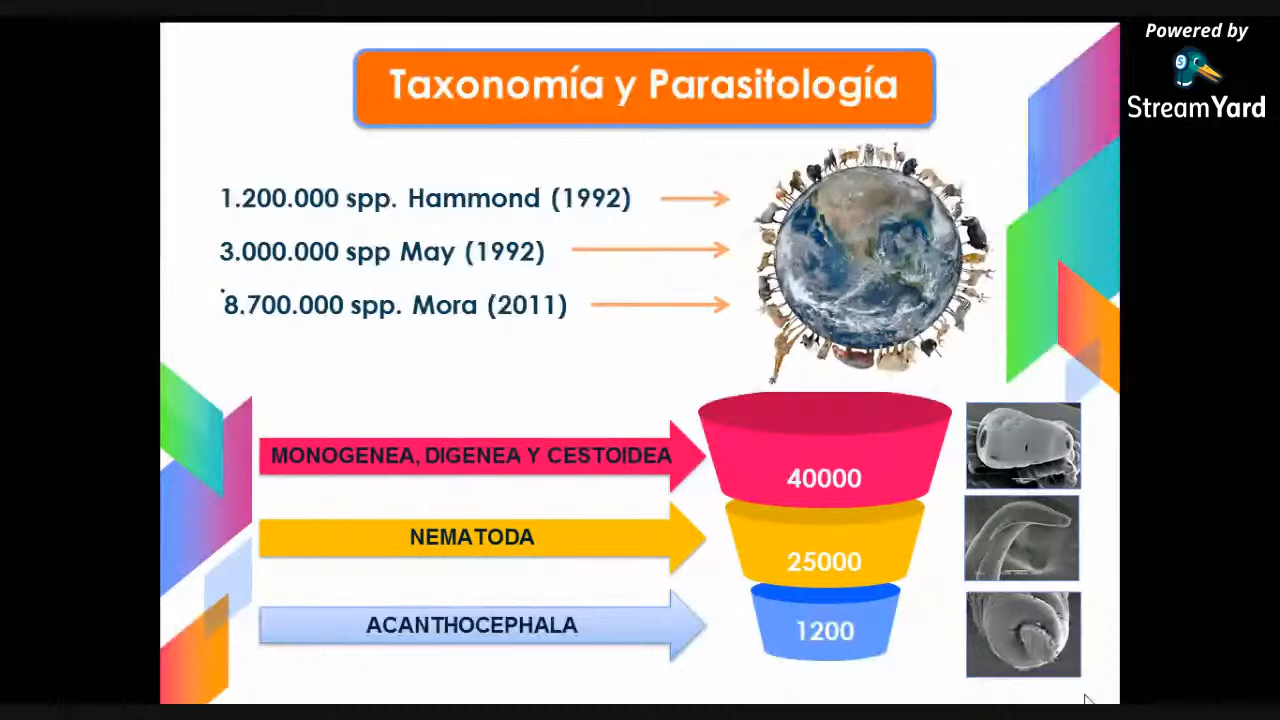 Powered by
StreamYard
Taxonomía y Parasitología
1.200.000 spp. Hammond (1992)
3.000.000 spp May (1992)
8.700.000 spp. Mora (2011)
MONOGENEA, DIGENEA Y CESTOIDEA
40000
NEMATODA
25000
ACANTHOCEPHALA
1200